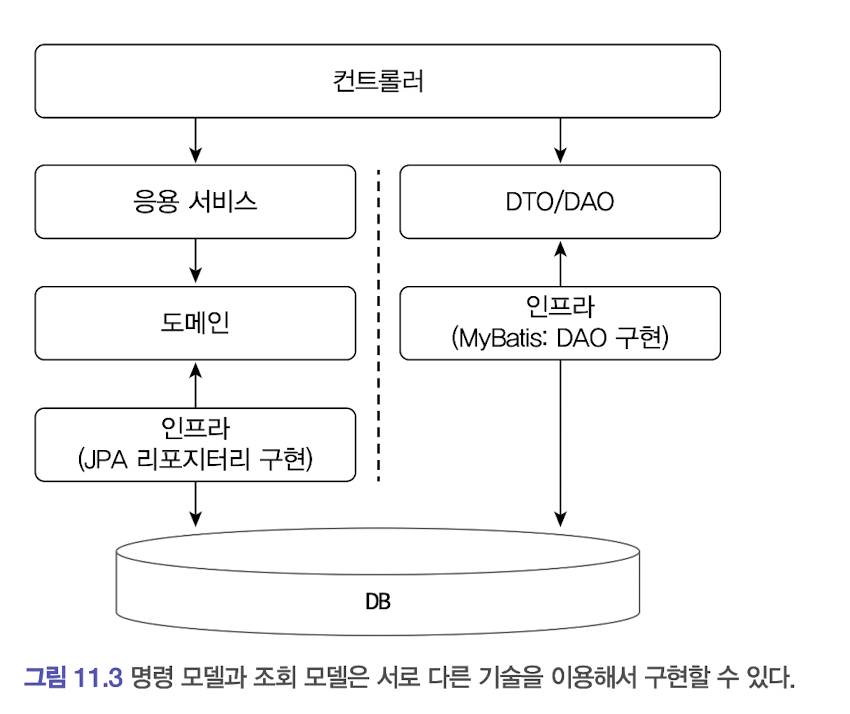 컨트롤러
응용 서비스
DTO/DAO
도메인
인프라
(MyBatis: DAO 구현)
인프라
(JPA 리포지터리 구현)
DB
그림 11.3 명령 모델과 조회 모델은 서로 다른 기술을 이용해서 구현할 수 있다.